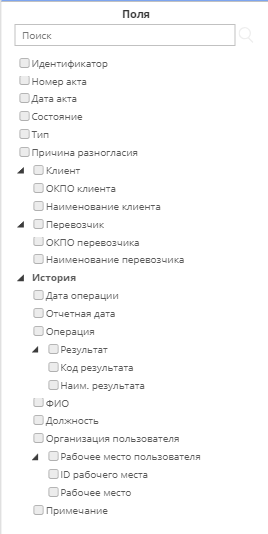 Поля
Поиск
Идентификатор
Номер акта
Дата акта
Состояние
Тип
Причина разногласия
Клиент
ОКПО клиента
Наименование клиента
Перевозчик
ОКПО перевозчика
Наименование перевозчика
История
Дата операции
Отчетная дата
Операция
Результат
Код результата
Наим. результата
ФИО
Должность
Организация пользователя
Рабочее место пользователя
ID рабочего места
Рабочее место
Примечание